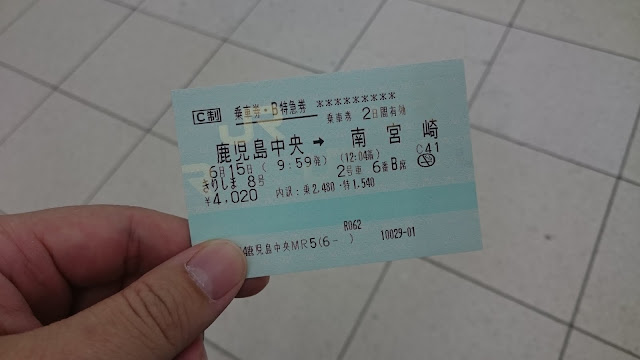 C制 乗車券・B特急券 *********
乗車券 2日間有効
鹿児島中央 → 南宮崎
6月15日 ( 9:59発) (12:04着) C41
きりしま 8号 2号車 6番B席
¥4,020 内訳:乗2,480・特1,540
R062
鹿児島中央MR5(6- ) 10029-01